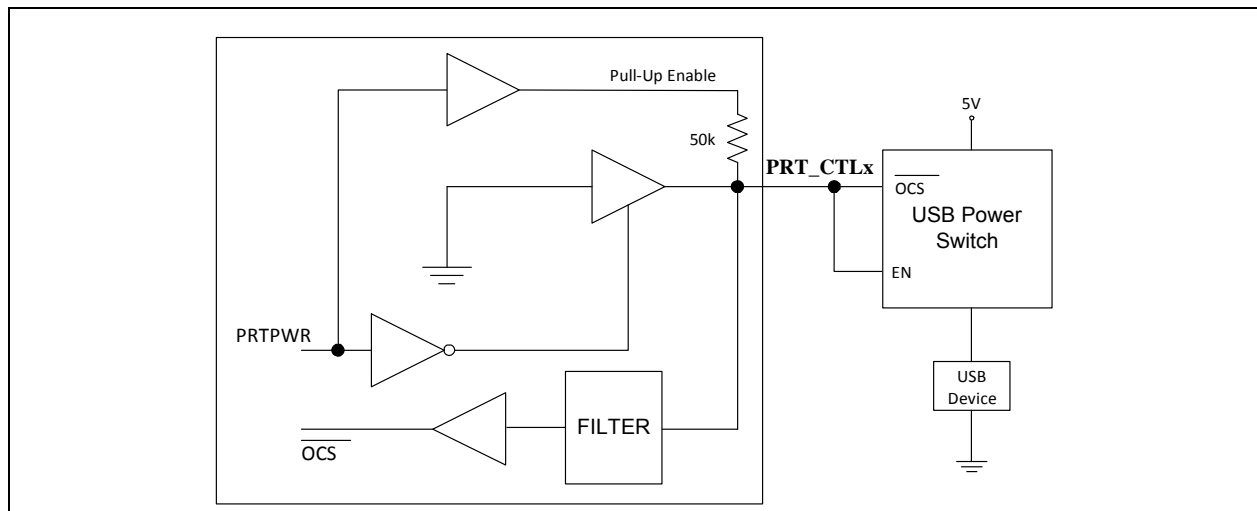 Pull-Up Enable
5V
50k
PRT_CTLx
OCS
USB Power
Switch
EN
PRTPWR
USB
Device
FILTER
OCS